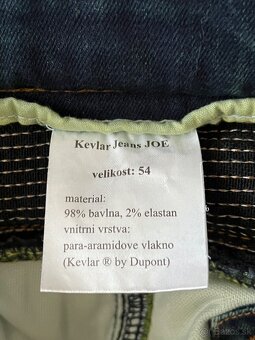 Kevlar Jeans JOE
velikost: 54
material:
98% bavlna, 2% elastan
vnitrni vrstva:
para-aramidove vlakno
(Kevlar ® by Dupont)